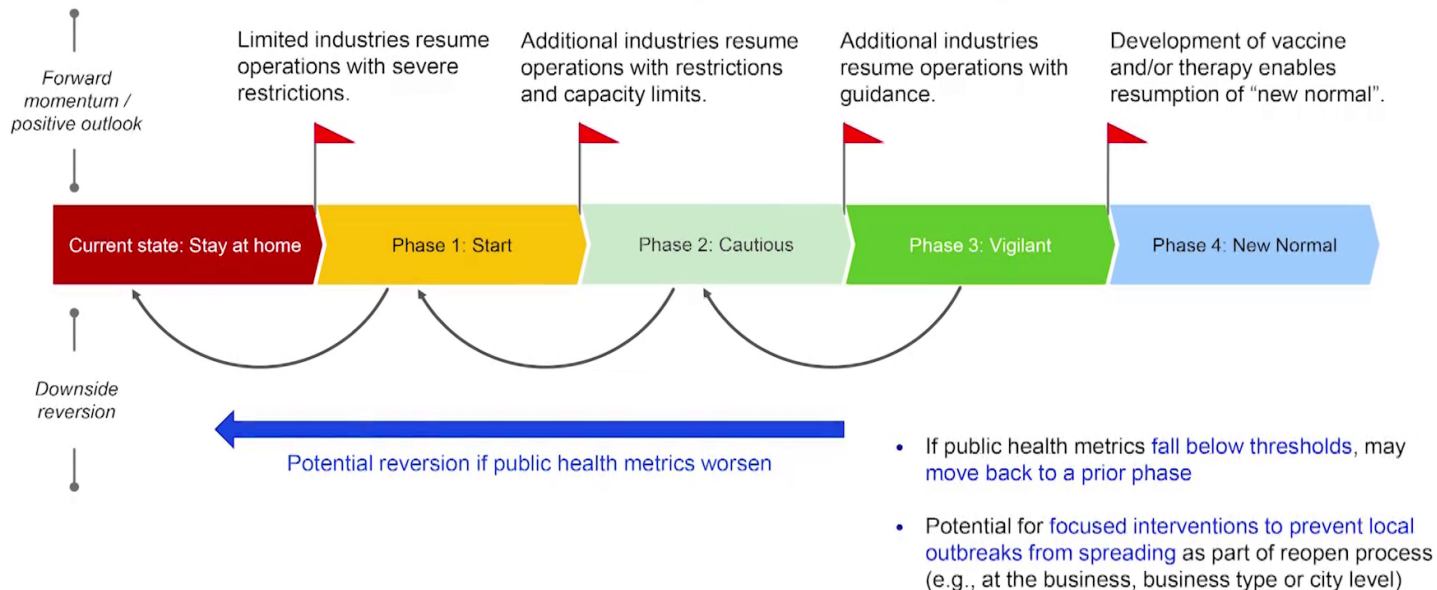 Forward
momentum /
positive outlook
Limited industries resume
operations with severe
restrictions.
Additional industries resume
operations with restrictions
and capacity limits.
Additional industries
resume operations with
guidance.
Development of vaccine
and/or therapy enables
resumption of “new normal”.
Current state: Stay at home
Phase 1: Start
Phase 2: Cautious
Phase 3: Vigilant
Phase 4: New Normal
Downside
reversion
Potential reversion if public health metrics worsen
• If public health metrics fall below thresholds, may
move back to a prior phase
• Potential for focused interventions to prevent local
outbreaks from spreading as part of reopen process
(e.g., at the business, business type or city level)